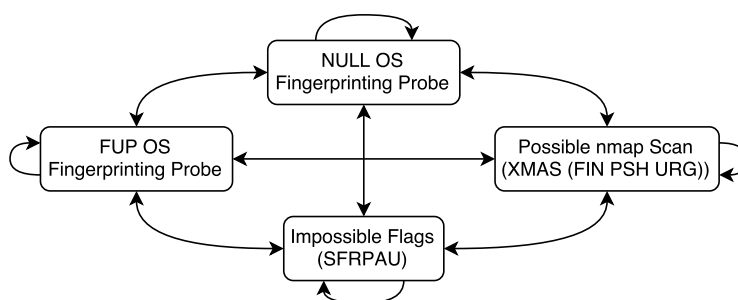 NULL OS
Fingerprinting Probe
FUP OS
Fingerprinting Probe
Possible nmap Scan
(XMAS (FIN PSH URG))
Impossible Flags
(SFRPAU)